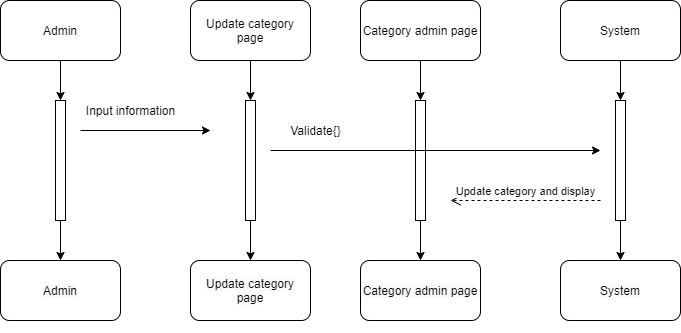 Admin
Update category
page
Category admin page
System
Input information
Validate{}
Update category and display
Admin
Update category
page
Category admin page
System